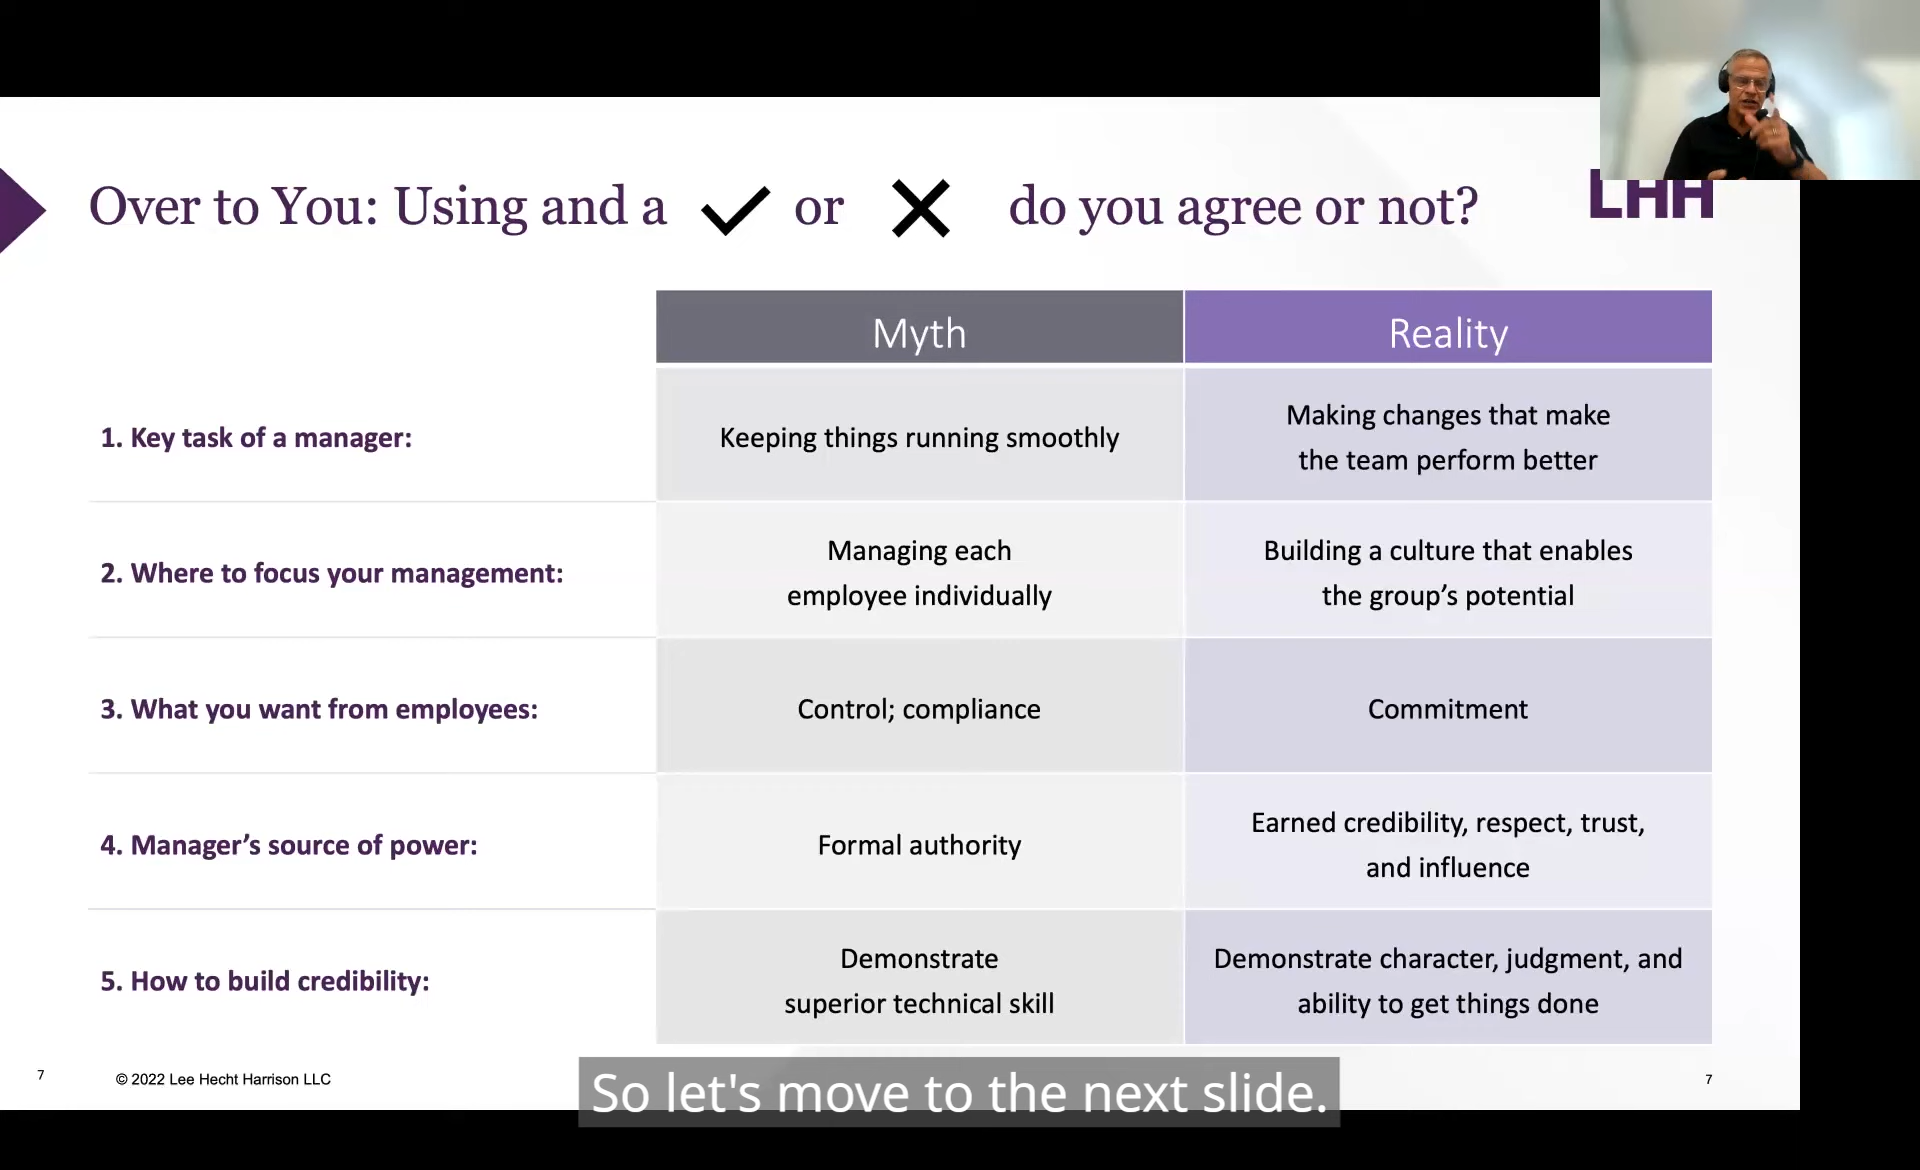 Over to You: Using and a ✓ or ✕ do you agree or not?
LHH
Myth
Reality
1. Key task of a manager:
Keeping things running smoothly
Making changes that make
the team perform better
2. Where to focus your management:
Managing each
employee individually
Building a culture that enables
the group’s potential
3. What you want from employees:
Control; compliance
Commitment
4. Manager’s source of power:
Formal authority
Earned credibility, respect, trust,
and influence
5. How to build credibility:
Demonstrate
superior technical skill
Demonstrate character, judgment, and
ability to get things done
7
© 2022 Lee Hecht Harrison LLC
7
So let's move to the next slide.